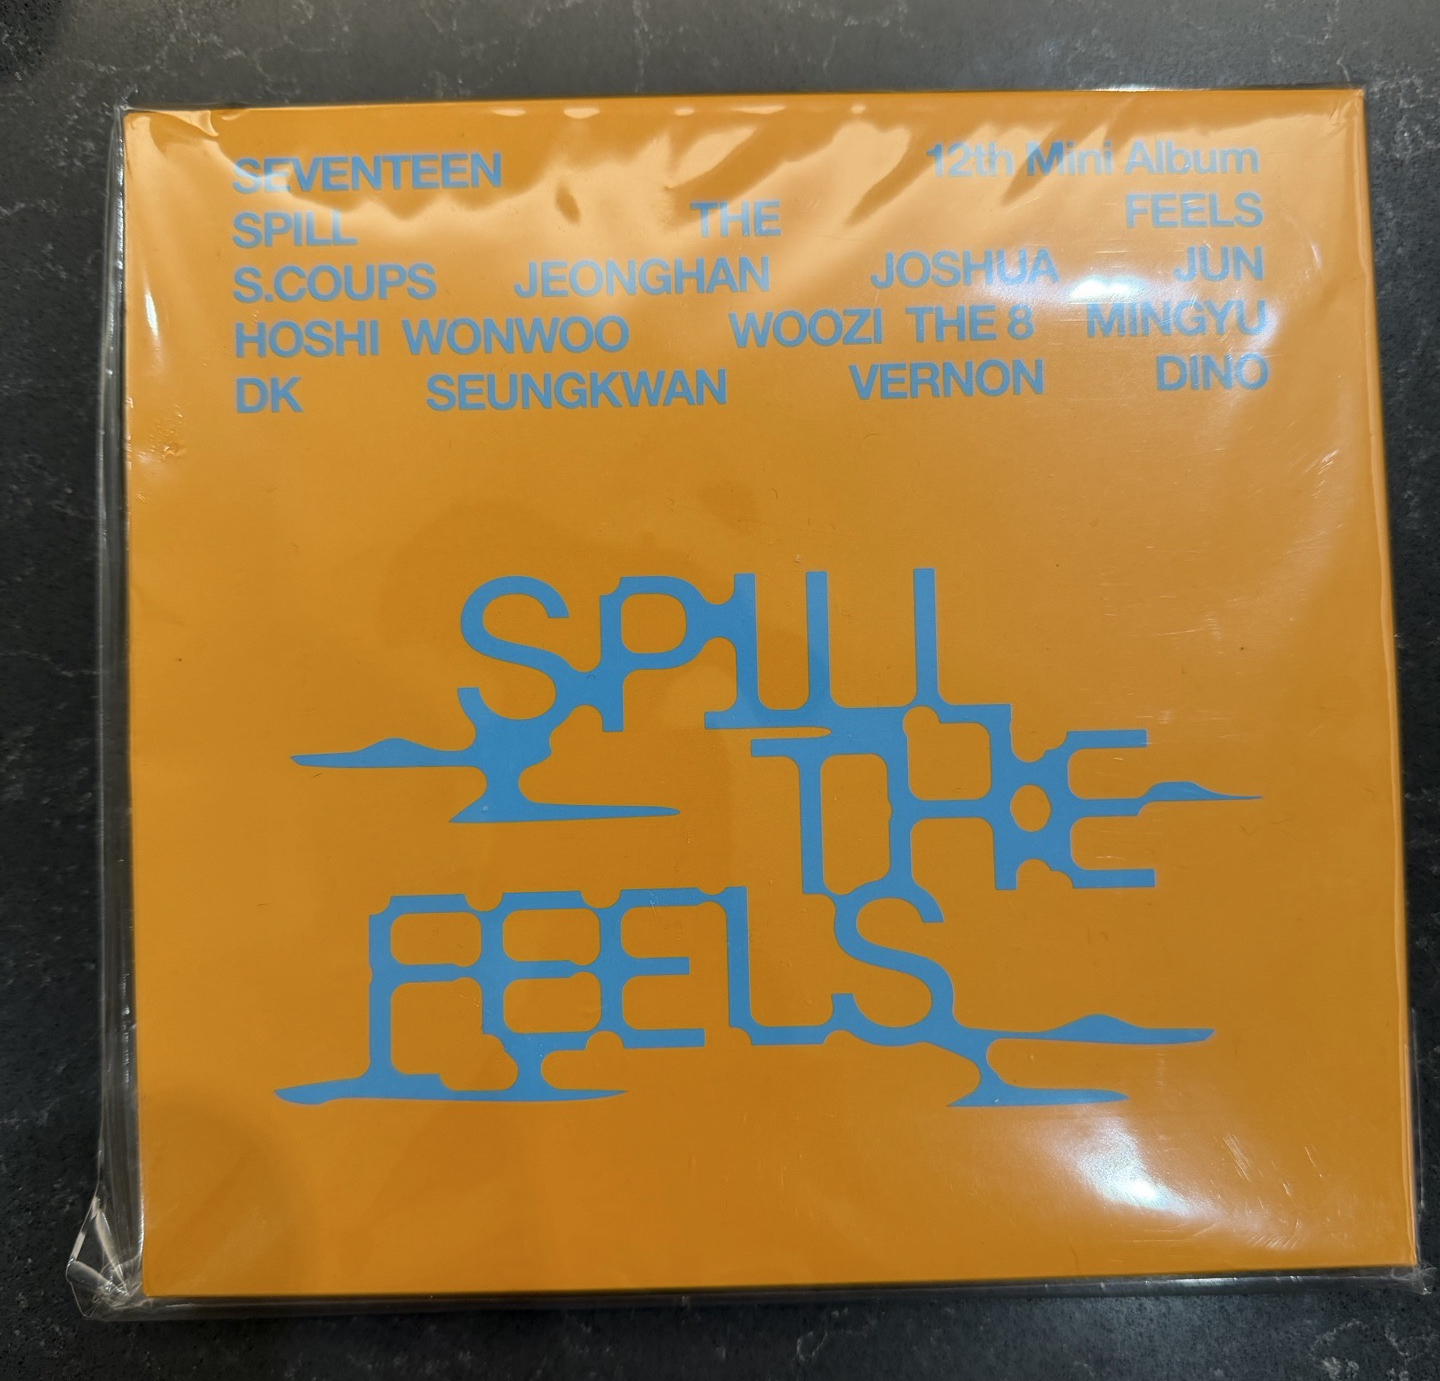 SEVENTEEN 12th Mini Album
SPILL THE FEELS
S.COUPS JEONGHAN JOSHUA JUN
HOSHI WONWOO WOOZI THE 8 MINGYU
DK SEUNGKWAN VERNON DINO
SPILL
THE
FEELS